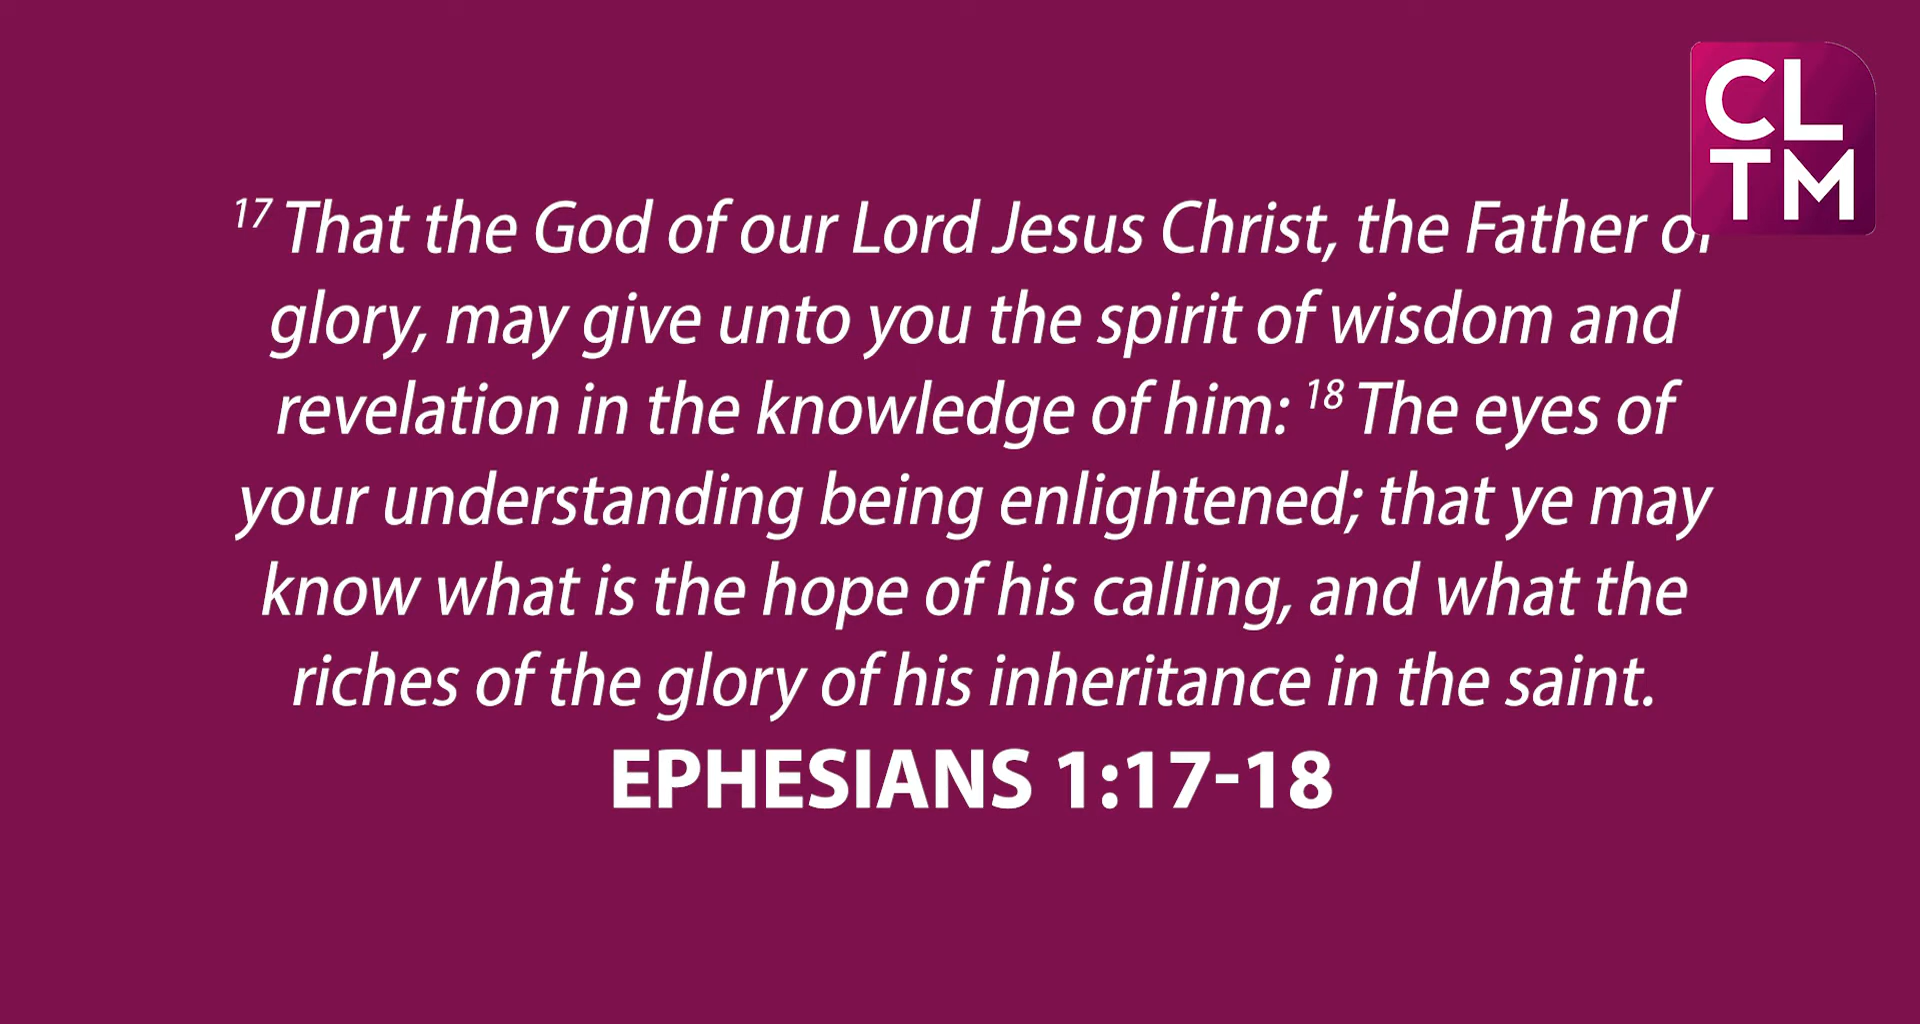 CL
TM
17 That the God of our Lord Jesus Christ, the Father of
glory, may give unto you the spirit of wisdom and
revelation in the knowledge of him: 18 The eyes of
your understanding being enlightened; that ye may
know what is the hope of his calling, and what the
riches of the glory of his inheritance in the saint.
EPHESIANS 1:17-18